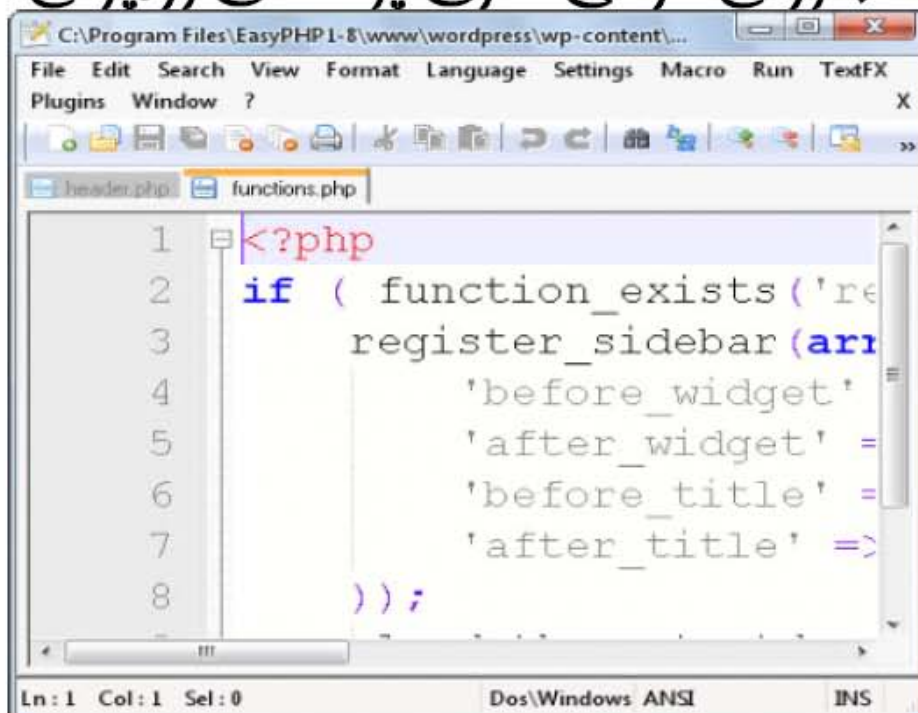 C:\Program Files\EasyPHP1-8\www\wordpress\wp-content\...
File Edit Search View Format Language Settings Macro Run TextFX
Plugins Window ? X
header.php functions.php
1 <?php
2 if ( function_exists('re
3 register_sidebar(arr
4 'before_widget'
5 'after_widget' =
6 'before_title' =
7 'after_title' =>
8 ));
Ln : 1 Col : 1 Sel : 0 Dos\Windows ANSI INS